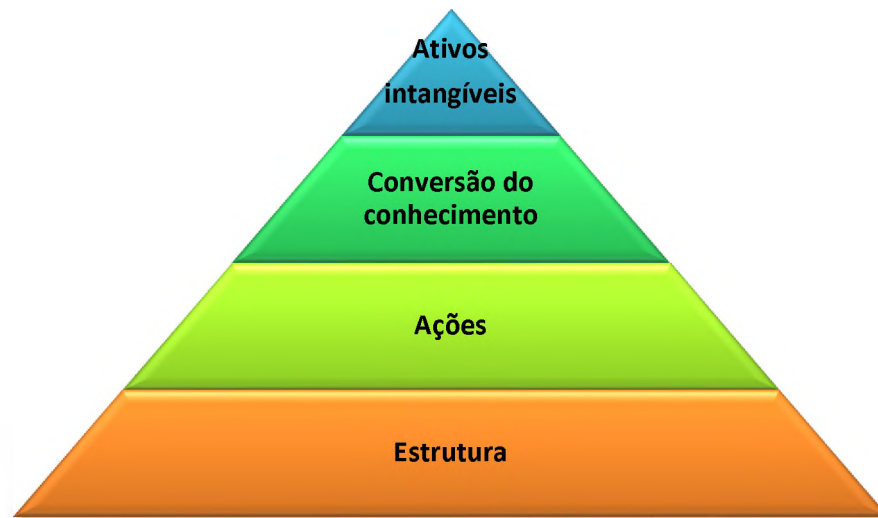 Ativos
intangíveis
Conversão do
conhecimento
Ações
Estrutura